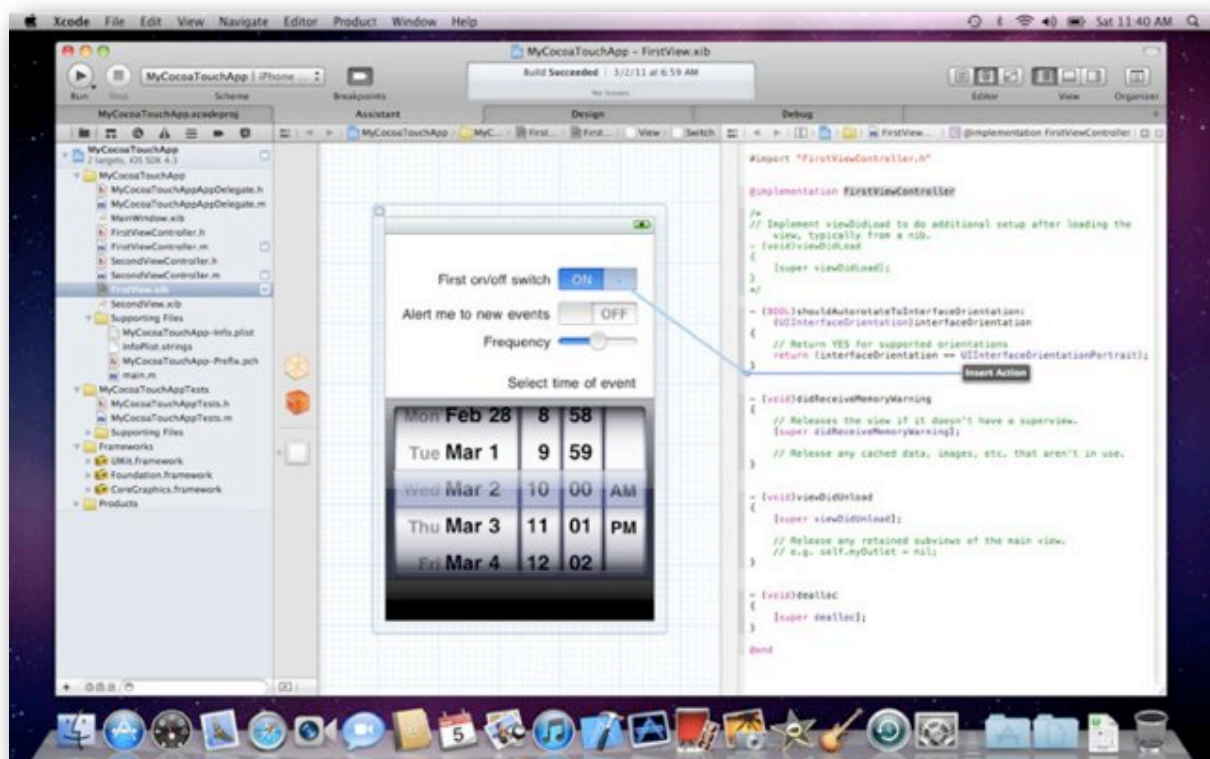 Xcode File Edit View Navigate Editor Product Window Help
Sat 11:40 AM
MyCocoaTouchApp - FirstView.xib
MyCocoaTouchApp | iPhone ...
Build Succeeded | 3/2/11 at 6:59 AM
No Issues
Run Stop Scheme Breakpoints
Editor View Organizer
MyCocoaTouchApp.xcodeproj
Assistant
Design
Debug
MyCocoaTouchApp
2 targets, iOS SDK 4.3
MyCocoaTouchApp
MyCocoaTouchAppAppDelegate.h
MyCocoaTouchAppAppDelegate.m
MainWindow.xib
FirstViewController.h
FirstViewController.m
SecondViewController.h
SecondViewController.m
FirstView.xib
SecondView.xib
Supporting Files
MyCocoaTouchApp-Info.plist
InfoPlist.strings
MyCocoaTouchApp-Prefix.pch
main.m
MyCocoaTouchAppTests
MyCocoaTouchAppTests.h
MyCocoaTouchAppTests.m
Supporting Files
Frameworks
UIKit.framework
Foundation.framework
CoreGraphics.framework
Products
MyCocoaTouchApp MyC... First... First... View Switch
First on/off switch ON
Alert me to new events OFF
Frequency
Select time of event
Mon Feb 28 8 58
Tue Mar 1 9 59
Wed Mar 2 10 00 AM
Thu Mar 3 11 01 PM
Fri Mar 4 12 02
FirstView... @implementation FirstViewController
#import "FirstViewController.h"
@implementation FirstViewController
/*
// Implement viewDidLoad to do additional setup after loading the
view, typically from a nib.
- (void)viewDidLoad
{
[super viewDidLoad];
}
*/
- (BOOL)shouldAutorotateToInterfaceOrientation:
(UIInterfaceOrientation)interfaceOrientation
{
// Return YES for supported orientations
return (interfaceOrientation == UIInterfaceOrientationPortrait);
}
Insert Action
- (void)didReceiveMemoryWarning
{
// Releases the view if it doesn't have a superview.
[super didReceiveMemoryWarning];
// Release any cached data, images, etc. that aren't in use.
}
- (void)viewDidUnload
{
[super viewDidUnload];
// Release any retained subviews of the main view.
// e.g. self.myOutlet = nil;
}
- (void)dealloc
{
[super dealloc];
}
@end
5